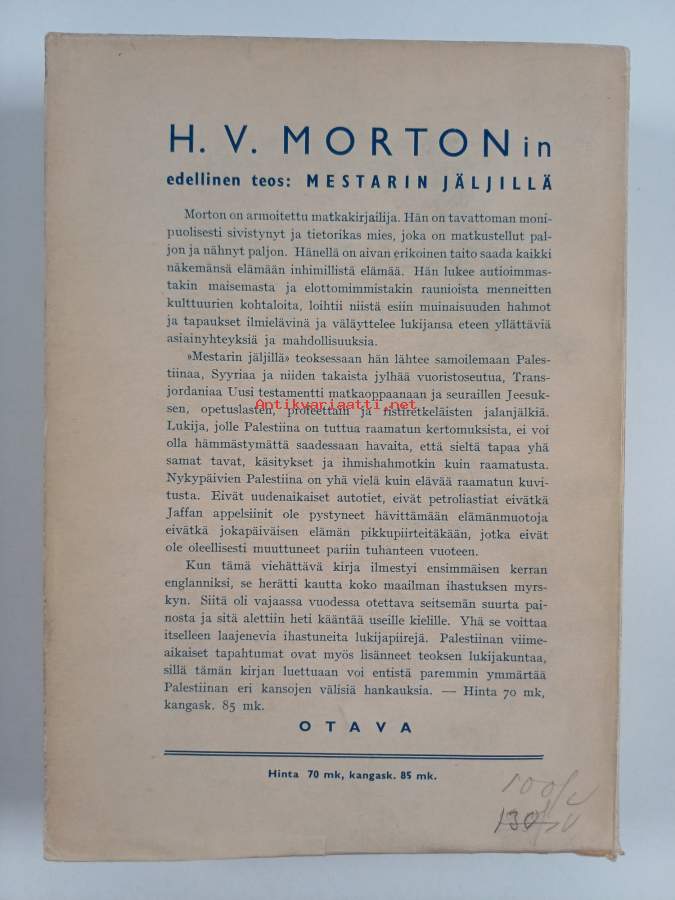 H. V. MORTONin
edellinen teos: MESTARIN JÄLJILLÄ
Morton on armoitettu matkakirjailija. Hän on tavattoman moni-
puolisesti sivistynyt ja tietorikas mies, joka on matkustellut pal-
jon ja nähnyt paljon. Hänellä on aivan erikoinen taito saada kaikki
näkemänsä elämään inhimillistä elämää. Hän lukee autioimmas-
takin maisemasta ja elottomimmistakin raunioista menneitten
kulttuurien kohtaloita, loihtii niistä esiin muinaisuuden hahmot
ja tapaukset ilmielävinä ja väläyttelee lukijansa eteen yllättäviä
asiainyhteyksiä ja mahdollisuuksia.
»Mestarin jäljillä» teoksessaan hän lähtee samoilemaan Pales-
tiinaa, Syyriaa ja niiden takaista jylhää vuoristoseutua, Trans-
jordaniaa Uusi testamentti matkaoppaanaan ja seuraillen Jeesuk-
sen, opetuslasten, profeettain ja ristiretkeläisten jalanjälkiä.
Antikvariaatti.net
Lukija, jolle Palestiina on tuttua raamatun kertomuksista, ei voi
olla hämmästymättä saadessaan havaita, että sieltä tapaa yhä
samat tavat, käsitykset ja ihmishahmotkin kuin raamatusta.
Nykypäivien Palestiina on yhä vielä kuin elävää raamatun kuvi-
tusta. Eivät uudenaikaiset autotiet, eivät petroliastiat eivätkä
Jaffan appelsiinit ole pystyneet hävittämään elämänmuotoja
eivätkä jokapäiväisen elämän pikkupiirteitäkään, jotka eivät
ole oleellisesti muuttuneet pariin tuhanteen vuoteen.
Kun tämä viehättävä kirja ilmestyi ensimmäisen kerran
englanniksi, se herätti kautta koko maailman ihastuksen myrs-
kyn. Siitä oli vajaassa vuodessa otettava seitsemän suurta pai-
nosta ja sitä alettiin heti kääntää useille kielille. Yhä se voittaa
itselleen laajenevia ihastuneita lukijapiirejä. Palestiinan viime-
aikaiset tapahtumat ovat myös lisänneet teoksen lukijakuntaa,
sillä tämän kirjan luettuaan voi entistä paremmin ymmärtää
Palestiinan eri kansojen välisiä hankauksia. — Hinta 70 mk,
kangask. 85 mk.
OTAVA
Hinta 70 mk, kangask. 85 mk.